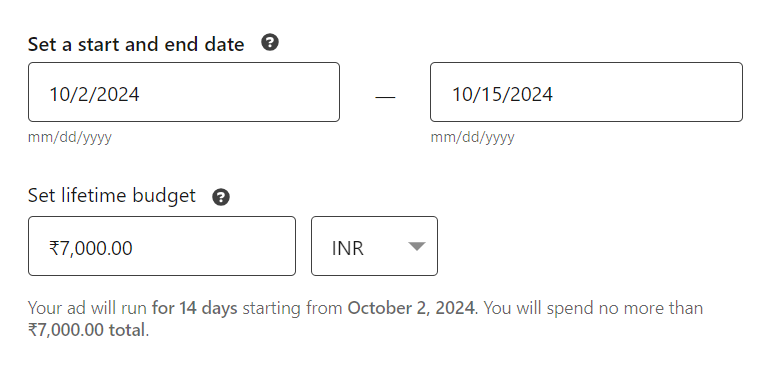 Set a start and end date ?
10/2/2024 — 10/15/2024
mm/dd/yyyy mm/dd/yyyy
Set lifetime budget ?
₹7,000.00 INR
Your ad will run for 14 days starting from October 2, 2024. You will spend no more than
₹7,000.00 total.